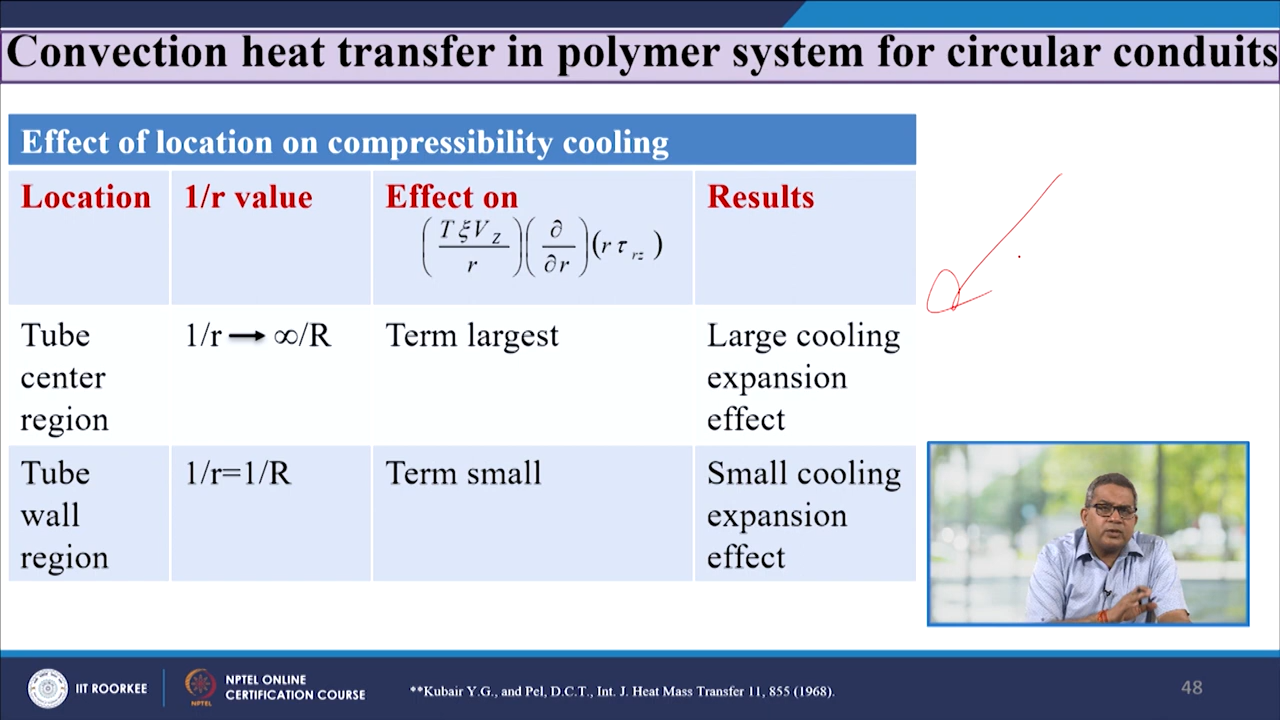 Convection heat transfer in polymer system for circular conduits
Effect of location on compressibility cooling
Location 1/r value Effect on Results
(T ξ V_Z / r) (∂ / ∂r) (r τ_rz)
Tube center region 1/r → ∞/R Term largest Large cooling expansion effect
Tube wall region 1/r=1/R Term small Small cooling expansion effect
IIT ROORKEE
NPTEL
NPTEL ONLINE
CERTIFICATION COURSE
**Kubair Y.G., and Pel, D.C.T., Int. J. Heat Mass Transfer 11, 855 (1968).
48